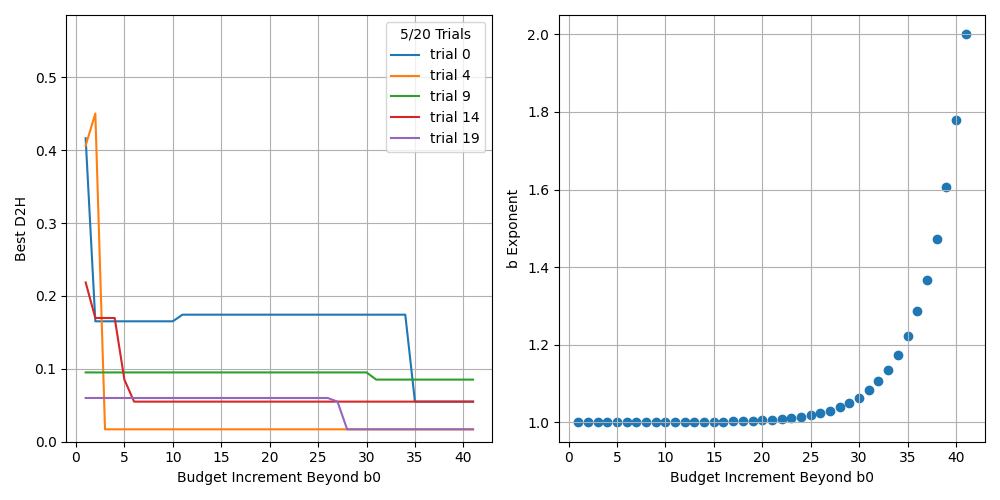 5/20 Trials
trial 0
trial 4
trial 9
trial 14
trial 19
0.5
0.4
0.3
0.2
0.1
0.0
Best D2H
0 5 10 15 20 25 30 35 40
Budget Increment Beyond b0
2.0
1.8
1.6
1.4
1.2
1.0
b Exponent
0 5 10 15 20 25 30 35 40
Budget Increment Beyond b0